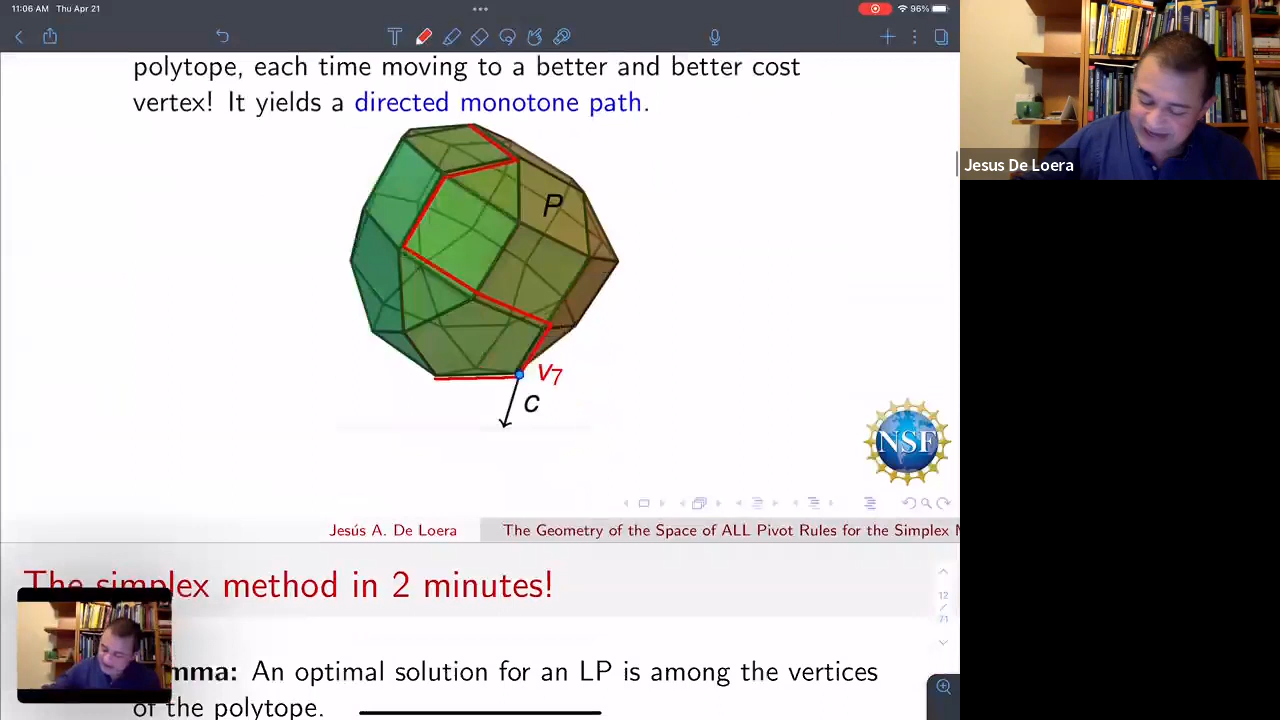 11:06 AM Thu Apr 21
96%
polytope, each time moving to a better and better cost
vertex! It yields a directed monotone path.
P
v7
c
NSF
Jesús A. De Loera
The Geometry of the Space of ALL Pivot Rules for the Simplex
The simplex method in 2 minutes!
12
/
71
mma: An optimal solution for an LP is among the vertices
of the polytope.
Jesus De Loera